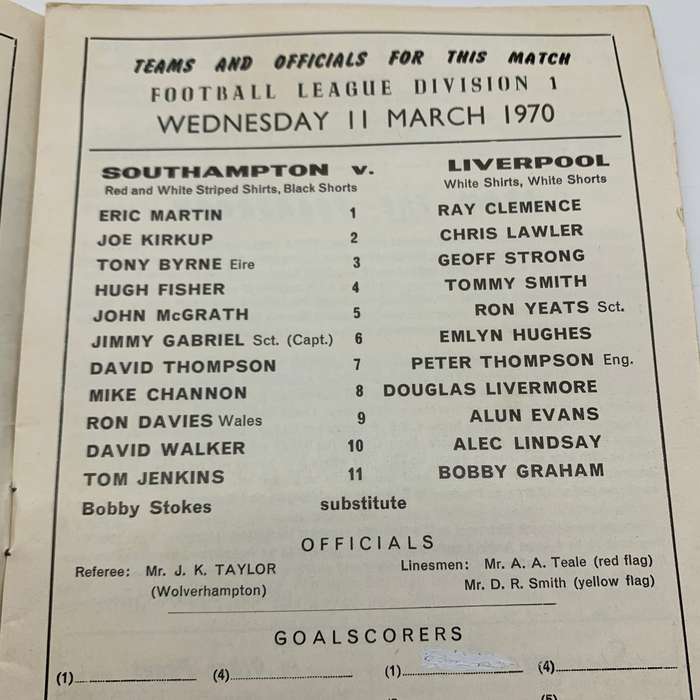 TEAMS AND OFFICIALS FOR THIS MATCH
FOOTBALL LEAGUE DIVISION 1
WEDNESDAY 11 MARCH 1970
SOUTHAMPTON v. LIVERPOOL
Red and White Striped Shirts, Black Shorts White Shirts, White Shorts
ERIC MARTIN 1 RAY CLEMENCE
JOE KIRKUP 2 CHRIS LAWLER
TONY BYRNE Eire 3 GEOFF STRONG
HUGH FISHER 4 TOMMY SMITH
JOHN McGRATH 5 RON YEATS Sct.
JIMMY GABRIEL Sct. (Capt.) 6 EMLYN HUGHES
DAVID THOMPSON 7 PETER THOMPSON Eng.
MIKE CHANNON 8 DOUGLAS LIVERMORE
RON DAVIES Wales 9 ALUN EVANS
DAVID WALKER 10 ALEC LINDSAY
TOM JENKINS 11 BOBBY GRAHAM
Bobby Stokes substitute
OFFICIALS
Referee: Mr. J. K. TAYLOR Linesmen: Mr. A. A. Teale (red flag)
(Wolverhampton) Mr. D. R. Smith (yellow flag)
GOALSCORERS
(1) (4) (1) (4)
(5)